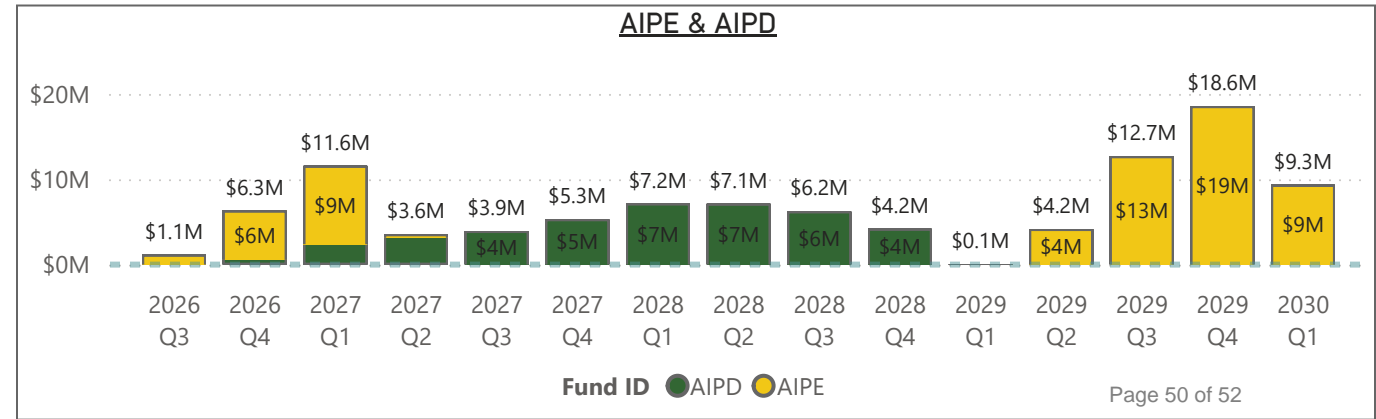 AIPE & AIPD
$20M
$10M
$0M
$1.1M
$6.3M
$6M
$11.6M
$9M
$3.6M
$3.9M
$4M
$5.3M
$5M
$7.2M
$7M
$7.1M
$7M
$6.2M
$6M
$4.2M
$4M
$0.1M
$4.2M
$4M
$12.7M
$13M
$18.6M
$19M
$9.3M
$9M
2026 2026 2027 2027 2027 2027 2028 2028 2028 2028 2029 2029 2029 2029 2030
Q3 Q4 Q1 Q2 Q3 Q4 Q1 Q2 Q3 Q4 Q1 Q2 Q3 Q4 Q1
Fund ID AIPD AIPE
Page 50 of 52